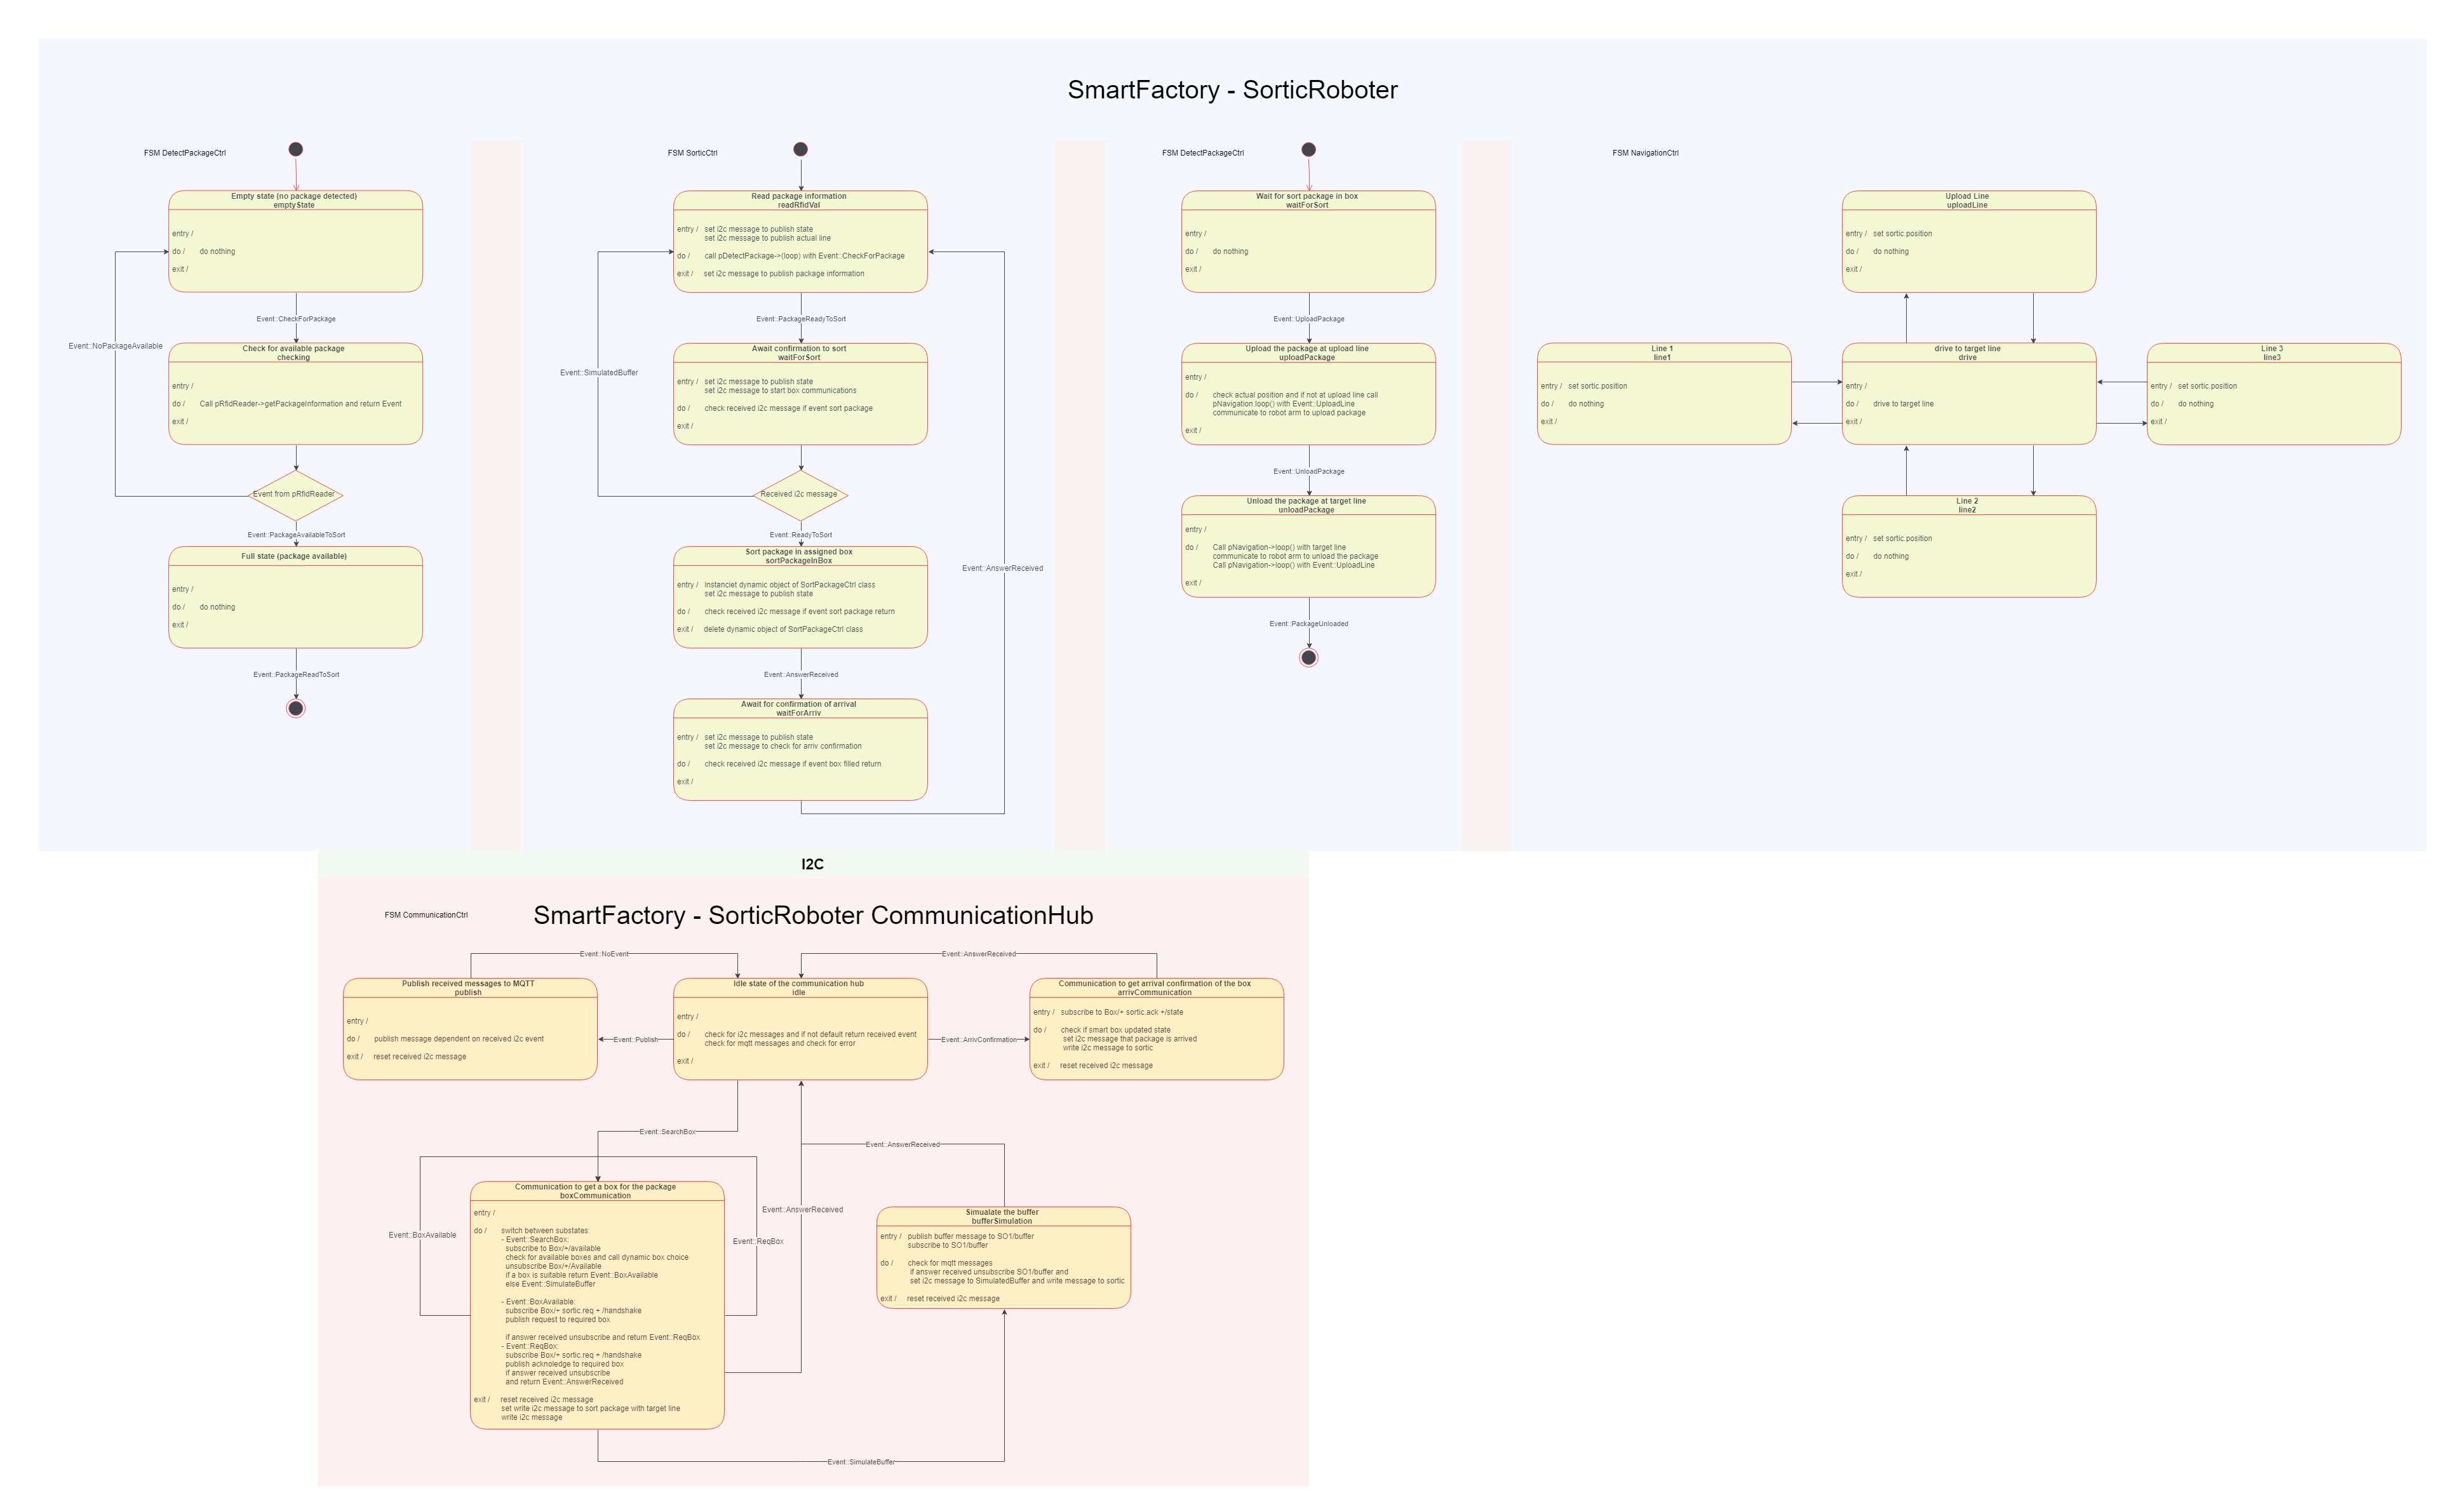 SmartFactory - SorticRoboter
FSM DetectPackageCtrl
Empty state (no package detected)
emptyState
entry /
do / do nothing
exit /
Event::CheckForPackage
Event::NoPackageAvailable
Check for available package
checking
entry /
do / Call pRfidReader->getPackageInformation and return Event
exit /
Event from pRfidReader
Event::PackageAvailableToSort
Full state (package available)
entry /
do / do nothing
exit /
Event::PackageReadToSort
FSM SorticCtrl
Read package information
readRfidVal
entry / set i2c message to publish state
set i2c message to publish actual line
do / call pDetectPackage->(loop) with Event::CheckForPackage
exit / set i2c message to publish package information
Event::PackageReadyToSort
Event::SimulatedBuffer
Await confirmation to sort
waitForSort
entry / set i2c message to publish state
set i2c message to start box communications
do / check received i2c message if event sort package
exit /
Received i2c message
Event::ReadyToSort
Sort package in assigned box
sortPackageInBox
entry / instanciet dynamic object of SortPackageCtrl class
set i2c message to publish state
do / check received i2c message if event sort package return
exit / delete dynamic object of SortPackageCtrl class
Event::AnswerReceived
Event::AnswerReceived
Await for confirmation of arrival
waitForArriv
entry / set i2c message to publish state
set i2c message to check for arriv confirmation
do / check received i2c message if event box filled return
exit /
FSM DetectPackageCtrl
Wait for sort package in box
waitForSort
entry /
do / do nothing
exit /
Event::UploadPackage
Upload the package at upload line
uploadPackage
entry /
do / check actual position and if not at upload line call
pNavigation.loop() with Event::UploadLine
communicate to robot arm to upload package
exit /
Event::UnloadPackage
Unload the package at target line
unloadPackage
entry /
do / Call pNavigation->loop() with target line
communicate to robot arm to unload the package
Call pNavigation->loop() with Event::UploadLine
exit /
Event::PackageUnloaded
FSM NavigationCtrl
Upload Line
uploadLine
entry / set sortic.position
do / do nothing
exit /
Line 1
line1
entry / set sortic.position
do / do nothing
exit /
drive to target line
drive
entry /
do / drive to target line
exit /
Line 3
line3
entry / set sortic.position
do / do nothing
exit /
Line 2
line2
entry / set sortic.position
do / do nothing
exit /
I2C
SmartFactory - SorticRoboter CommunicationHub
FSM CommunicationCtrl
Event::NoEvent
Event::AnswerReceived
Publish received messages to MQTT
publish
entry /
do / publish message dependent on received i2c event
exit / reset received i2c message
Event::Publish
Idle state of the communication hub
idle
entry /
do / check for i2c messages and if not default return received event
check for mqtt messages and check for error
exit /
Event::ArrivConfirmation
Communication to get arrival confirmation of the box
arrivCommunication
entry / subscribe to Box/+ sortic.ack +/state
do / check if smart box updated state
set i2c message that package is arrived
write i2c message to sortic
exit / reset received i2c message
Event::SearchBox
Event::AnswerReceived
Event::BoxAvailable
Event::ReqBox
Event::AnswerReceived
Communication to get a box for the package
boxCommunication
entry /
do / switch between substates:
- Event::SearchBox:
subscribe to Box/+/available
check for available boxes and call dynamic box choice
unsubscribe Box/+/Available
if a box is suitable return Event::BoxAvailable
else Event::SimulateBuffer
- Event::BoxAvailable:
subscribe Box/+ sortic.req + /handshake
publish request to required box
if answer received unsubscribe and return Event::ReqBox
- Event::ReqBox:
subscribe Box/+ sortic.req + /handshake
publish acknoledge to required box
if answer received unsubscribe
and return Event::AnswerReceived
exit / reset received i2c message
set write i2c message to sort package with target line
write i2c message
Simualate the buffer
bufferSimulation
entry / publish buffer message to SO1/buffer
subscribe to SO1/buffer
do / check for mqtt messages
if answer received unsubscribe SO1/buffer and
set i2c message to SimulatedBuffer and write message to sortic
exit / reset received i2c message
Event::SimulateBuffer